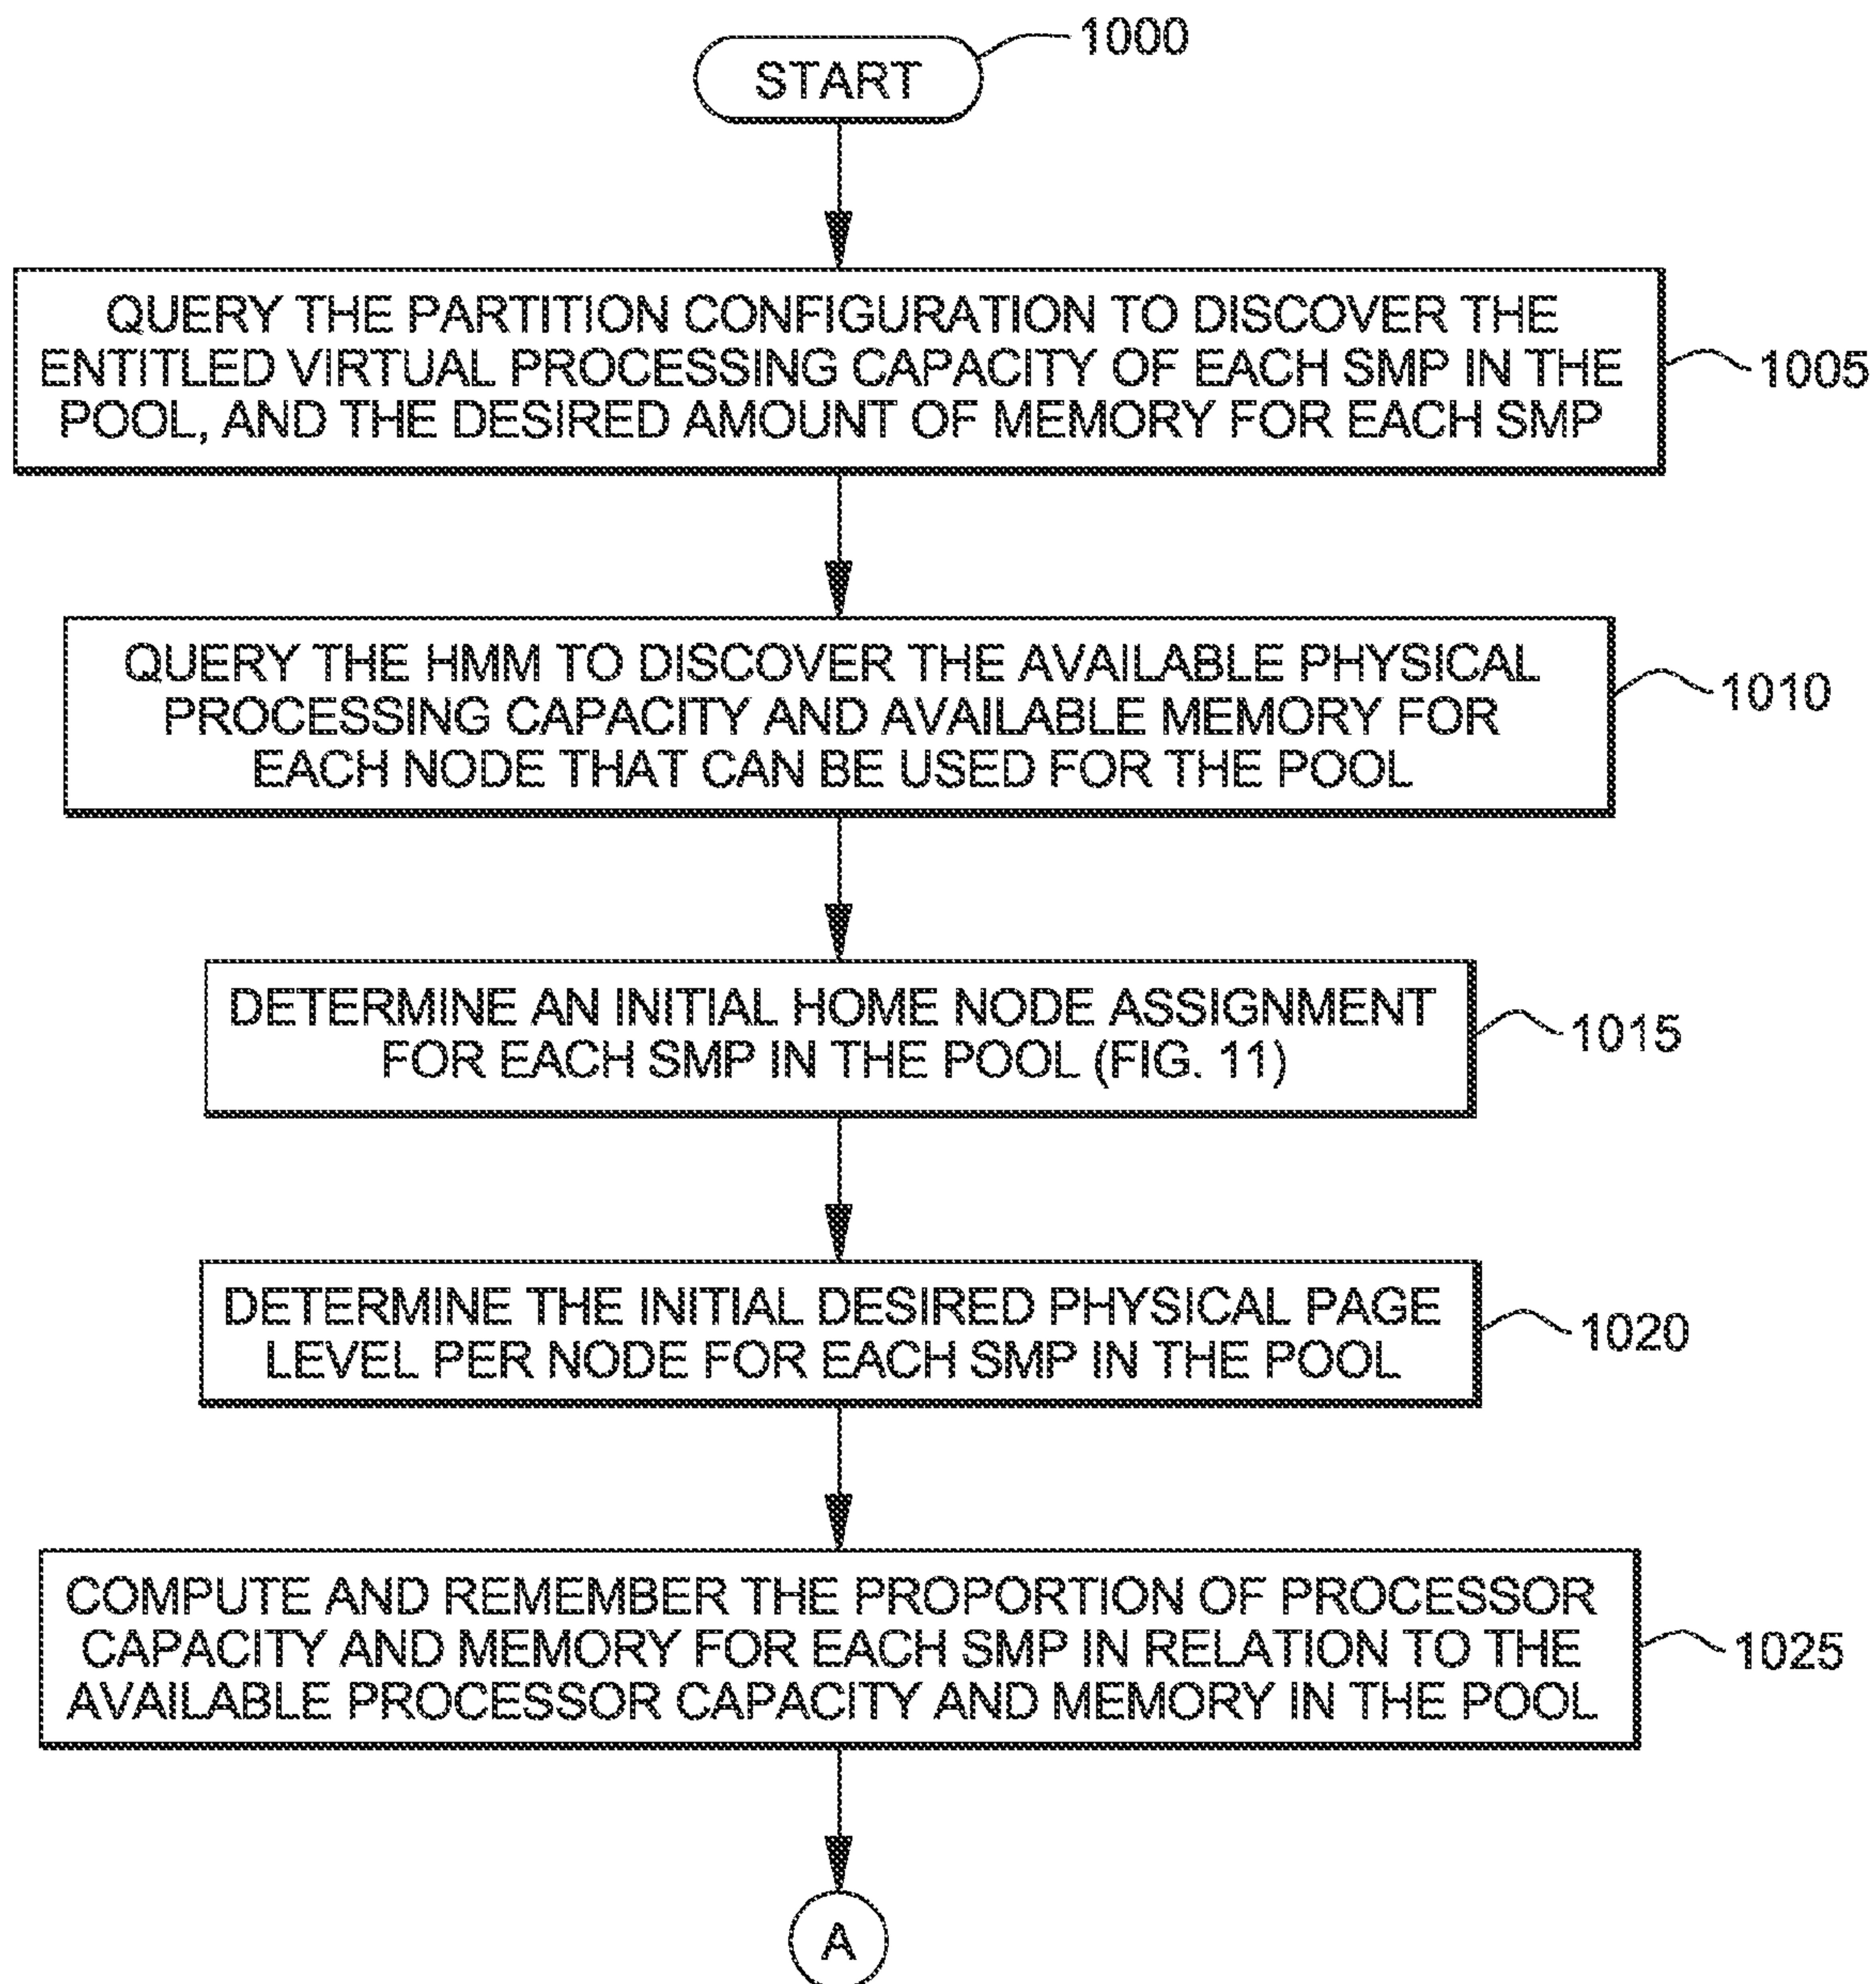 START
1000
QUERY THE PARTITION CONFIGURATION TO DISCOVER THE
ENTITLED VIRTUAL PROCESSING CAPACITY OF EACH SMP IN THE
POOL, AND THE DESIRED AMOUNT OF MEMORY FOR EACH SMP
1005
QUERY THE HMM TO DISCOVER THE AVAILABLE PHYSICAL
PROCESSING CAPACITY AND AVAILABLE MEMORY FOR
EACH NODE THAT CAN BE USED FOR THE POOL
1010
DETERMINE AN INITIAL HOME NODE ASSIGNMENT
FOR EACH SMP IN THE POOL (FIG. 11)
1015
DETERMINE THE INITIAL DESIRED PHYSICAL PAGE
LEVEL PER NODE FOR EACH SMP IN THE POOL
1020
COMPUTE AND REMEMBER THE PROPORTION OF PROCESSOR
CAPACITY AND MEMORY FOR EACH SMP IN RELATION TO THE
AVAILABLE PROCESSOR CAPACITY AND MEMORY IN THE POOL
1025
A